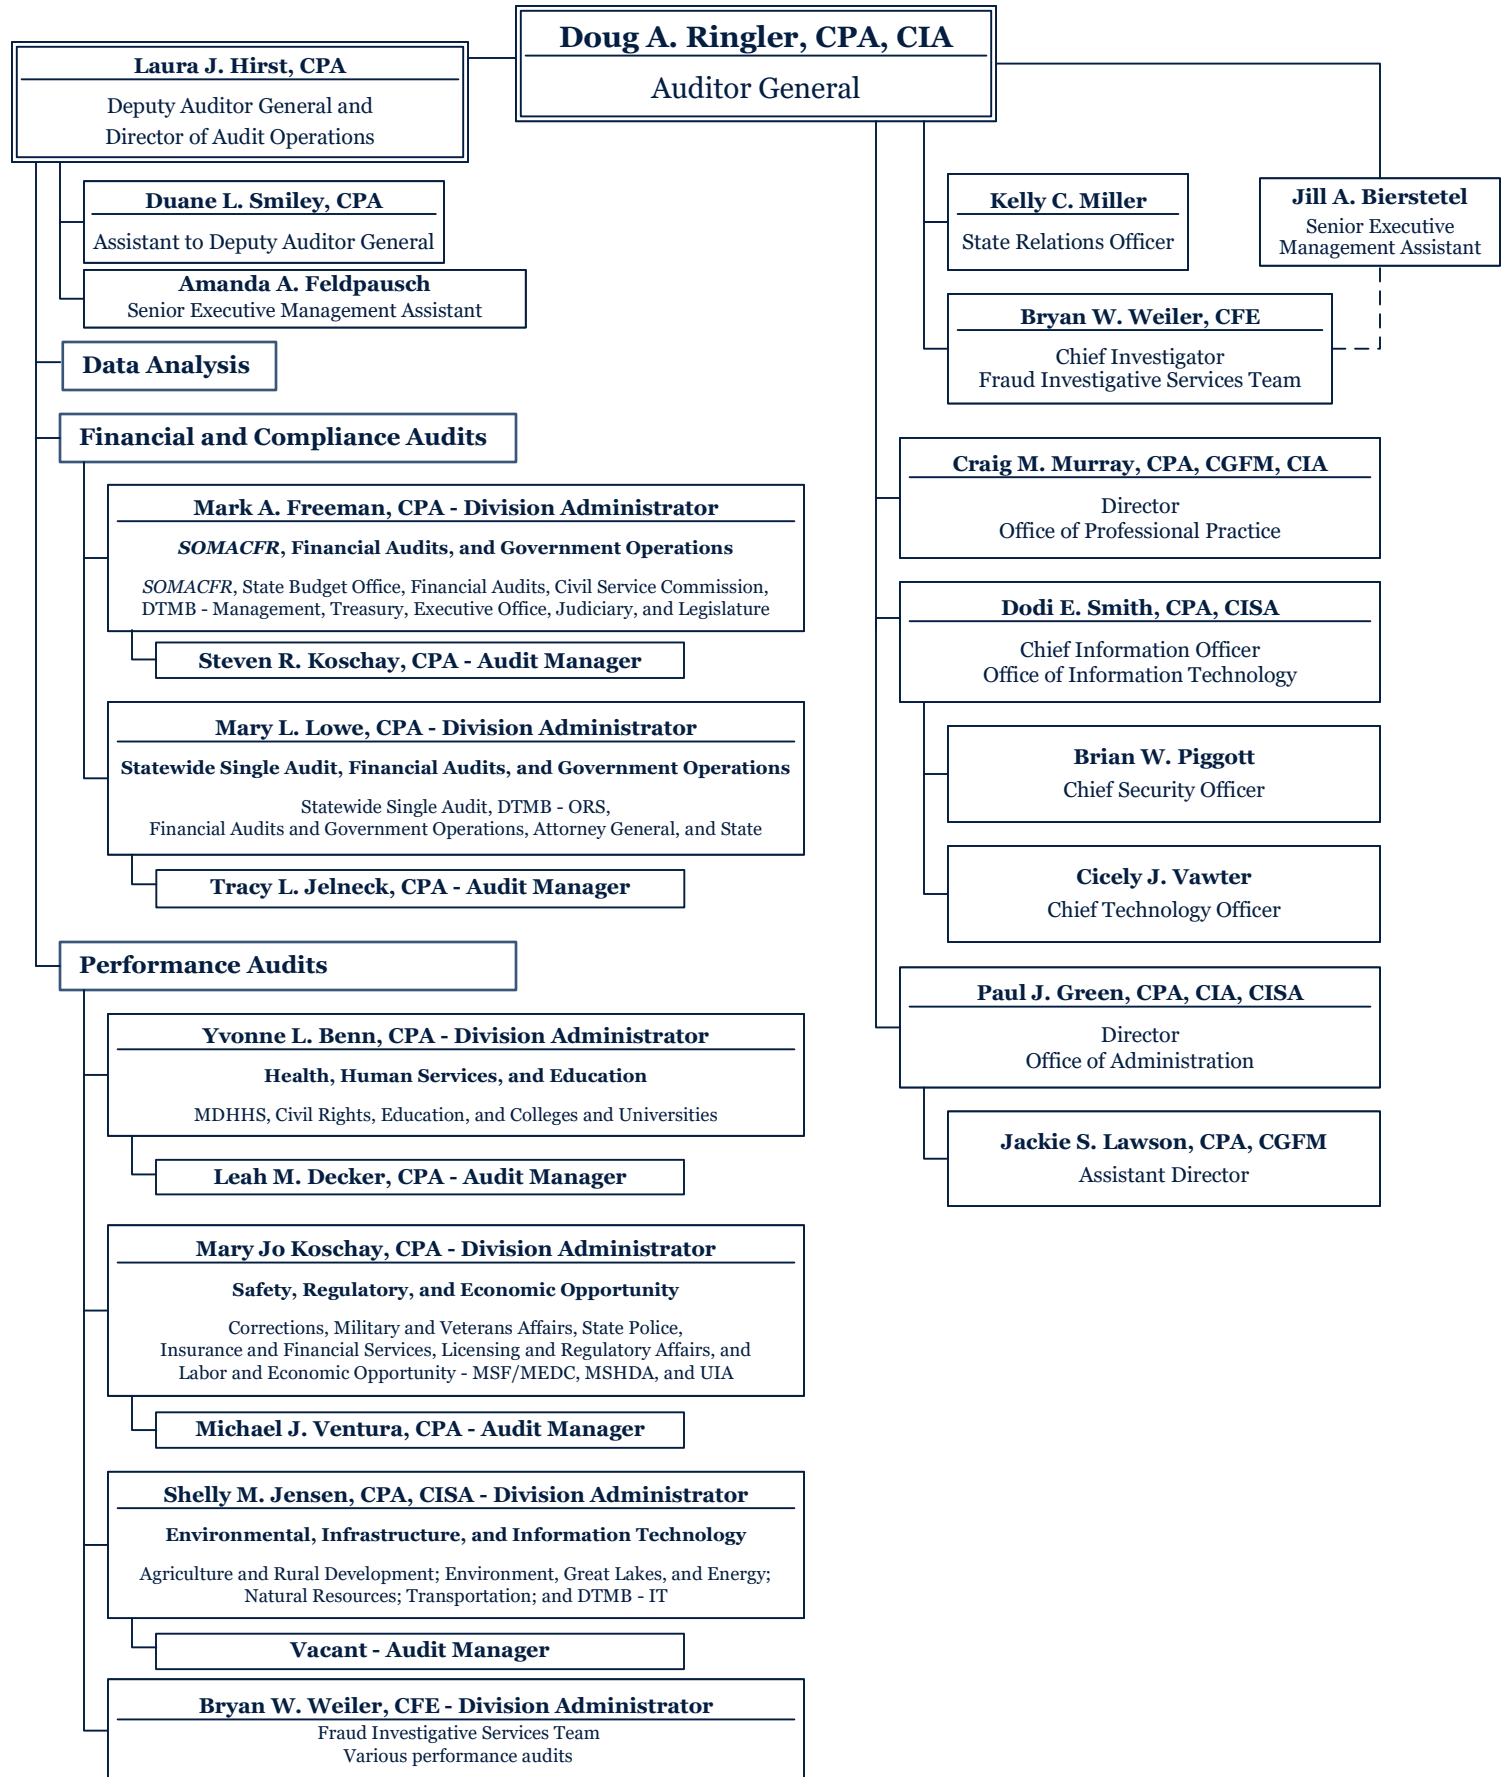 Doug A. Ringler, CPA, CIA
Auditor General
Laura J. Hirst, CPA
Deputy Auditor General and
Director of Audit Operations
Duane L. Smiley, CPA
Assistant to Deputy Auditor General
Amanda A. Feldpausch
Senior Executive Management Assistant
Data Analysis
Financial and Compliance Audits
Mark A. Freeman, CPA - Division Administrator
SOMACFR, Financial Audits, and Government Operations
SOMACFR, State Budget Office, Financial Audits, Civil Service Commission,
DTMB - Management, Treasury, Executive Office, Judiciary, and Legislature
Steven R. Koschay, CPA - Audit Manager
Mary L. Lowe, CPA - Division Administrator
Statewide Single Audit, Financial Audits, and Government Operations
Statewide Single Audit, DTMB - ORS,
Financial Audits and Government Operations, Attorney General, and State
Tracy L. Jelneck, CPA - Audit Manager
Performance Audits
Yvonne L. Benn, CPA - Division Administrator
Health, Human Services, and Education
MDHHS, Civil Rights, Education, and Colleges and Universities
Leah M. Decker, CPA - Audit Manager
Mary Jo Koschay, CPA - Division Administrator
Safety, Regulatory, and Economic Opportunity
Corrections, Military and Veterans Affairs, State Police,
Insurance and Financial Services, Licensing and Regulatory Affairs, and
Labor and Economic Opportunity - MSF/MEDC, MSHDA, and UIA
Michael J. Ventura, CPA - Audit Manager
Shelly M. Jensen, CPA, CISA - Division Administrator
Environmental, Infrastructure, and Information Technology
Agriculture and Rural Development; Environment, Great Lakes, and Energy;
Natural Resources; Transportation; and DTMB - IT
Vacant - Audit Manager
Bryan W. Weiler, CFE - Division Administrator
Fraud Investigative Services Team
Various performance audits
Kelly C. Miller
State Relations Officer
Jill A. Bierstetel
Senior Executive
Management Assistant
Bryan W. Weiler, CFE
Chief Investigator
Fraud Investigative Services Team
Craig M. Murray, CPA, CGFM, CIA
Director
Office of Professional Practice
Dodi E. Smith, CPA, CISA
Chief Information Officer
Office of Information Technology
Brian W. Piggott
Chief Security Officer
Cicely J. Vawter
Chief Technology Officer
Paul J. Green, CPA, CIA, CISA
Director
Office of Administration
Jackie S. Lawson, CPA, CGFM
Assistant Director